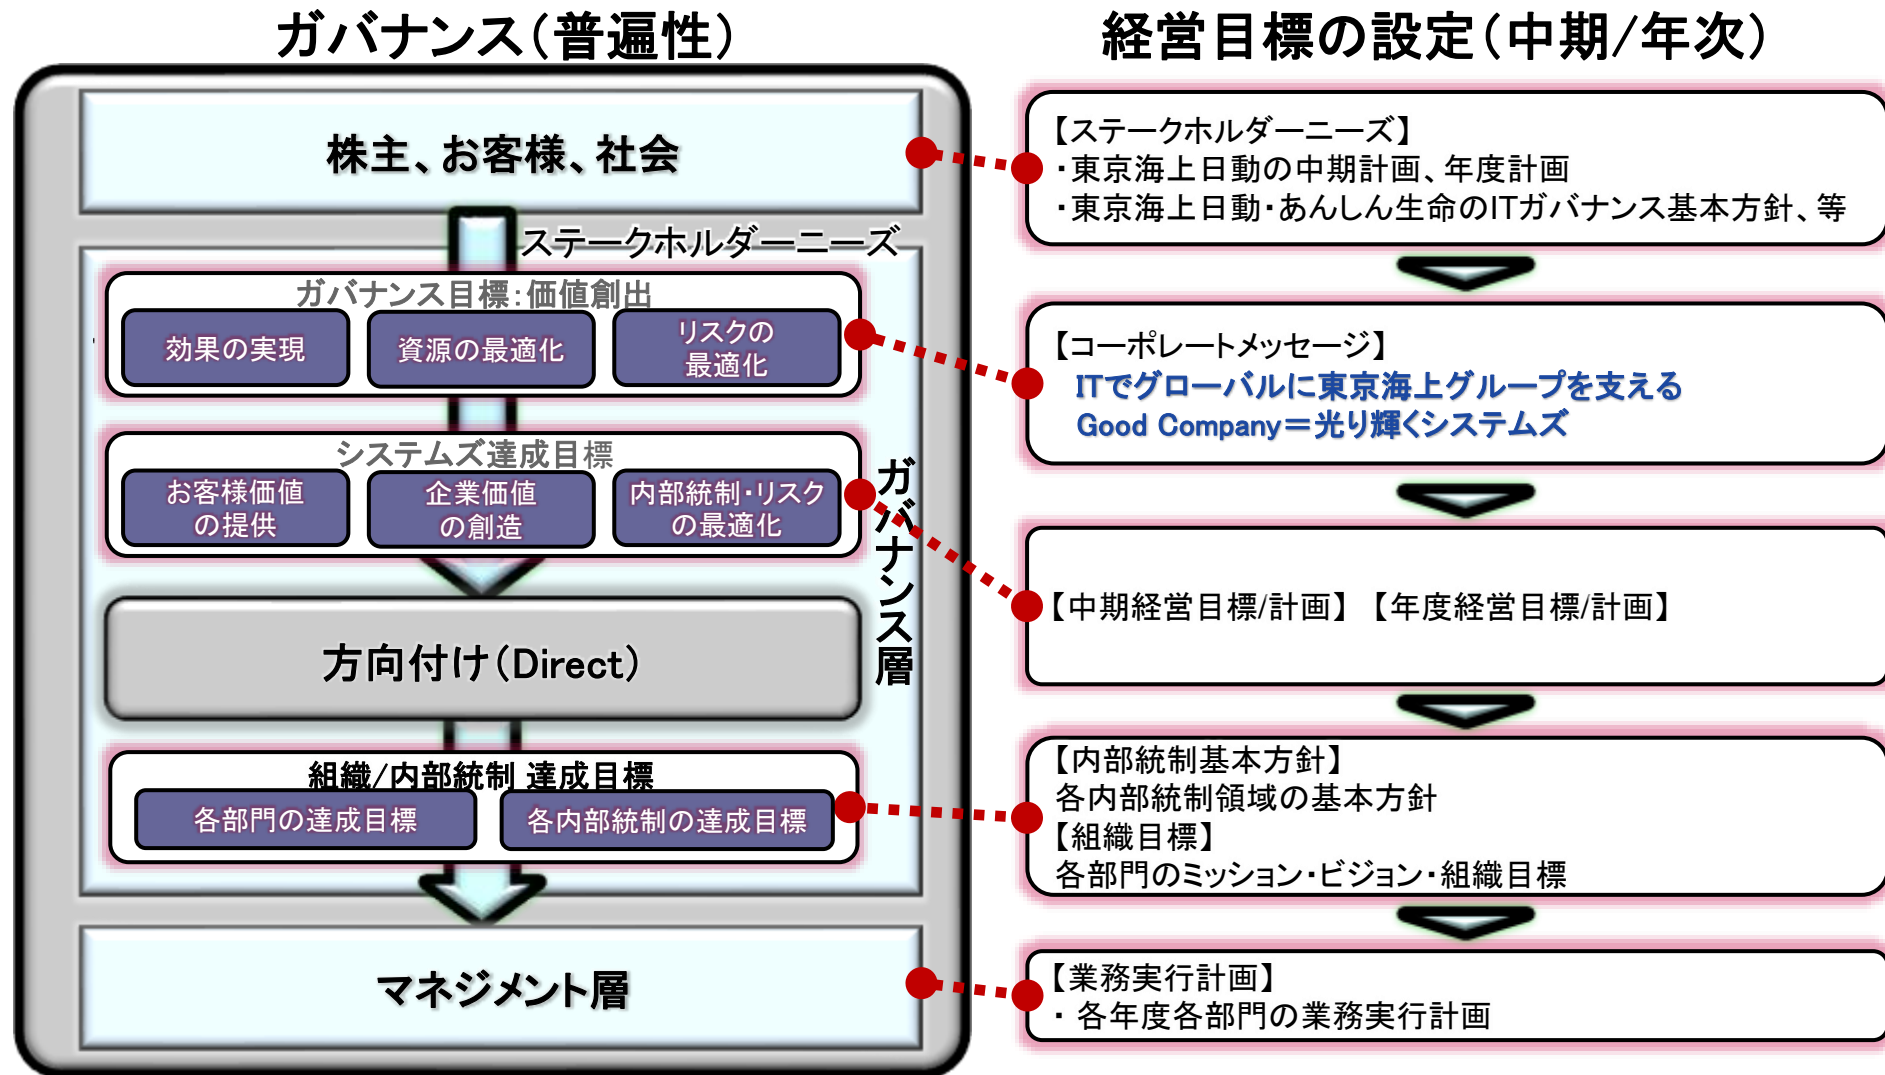 ガバナンス（普遍性）
株主、お客様、社会
ステークホルダーニーズ
ガバナンス目標：価値創出
効果の実現
資源の最適化
リスクの
最適化
システムズ達成目標
お客様価値
の提供
企業価値
の創造
内部統制・リスク
の最適化
ガバナンス層
方向付け（Direct）
組織/内部統制 達成目標
各部門の達成目標
各内部統制の達成目標
マネジメント層
経営目標の設定（中期/年次）
【ステークホルダーニーズ】
・東京海上日動の中期計画、年度計画
・東京海上日動・あんしん生命のITガバナンス基本方針、等
【コーポレートメッセージ】
ITでグローバルに東京海上グループを支える
Good Company＝光り輝くシステムズ
【中期経営目標/計画】 【年度経営目標/計画】
【内部統制基本方針】
各内部統制領域の基本方針
【組織目標】
各部門のミッション・ビジョン・組織目標
【業務実行計画】
・ 各年度各部門の業務実行計画